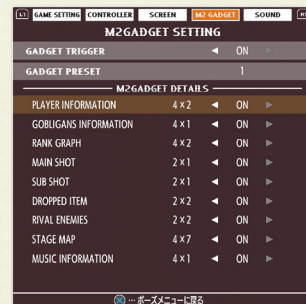 L1 GAME SETTING CONTROLLER SCREEN M2 GADGET SOUND
M2GADGET SETTING
GADGET TRIGGER ◀ ON ▶
GADGET PRESET 1
M2GADGET DETAILS
PLAYER INFORMATION 4×2 ◀ ON ▶
GOBLIGANS INFORMATION 4×1 ◀ ON ▶
RANK GRAPH 4×2 ◀ ON ▶
MAIN SHOT 2×1 ◀ ON ▶
SUB SHOT 2×1 ◀ ON ▶
DROPPED ITEM 2×2 ◀ ON ▶
RIVAL ENEMIES 2×2 ◀ ON ▶
STAGE MAP 4×7 ◀ ON ▶
MUSIC INFORMATION 4×1 ◀ ON ▶
… ポーズメニューに戻る